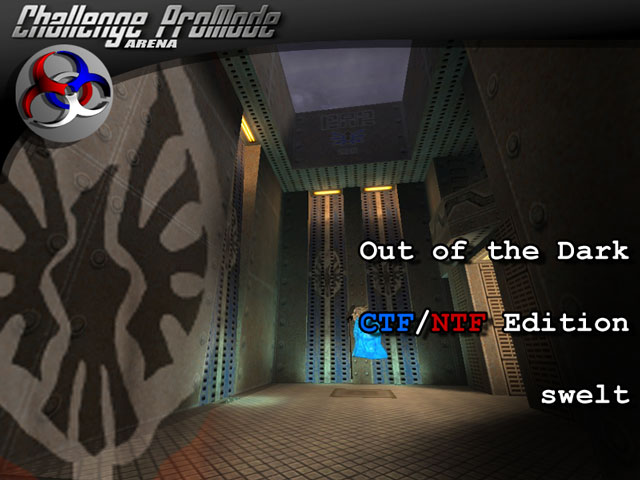 Challenge ProMode
ARENA
Out of the Dark
CTF/NTF Edition
swelt